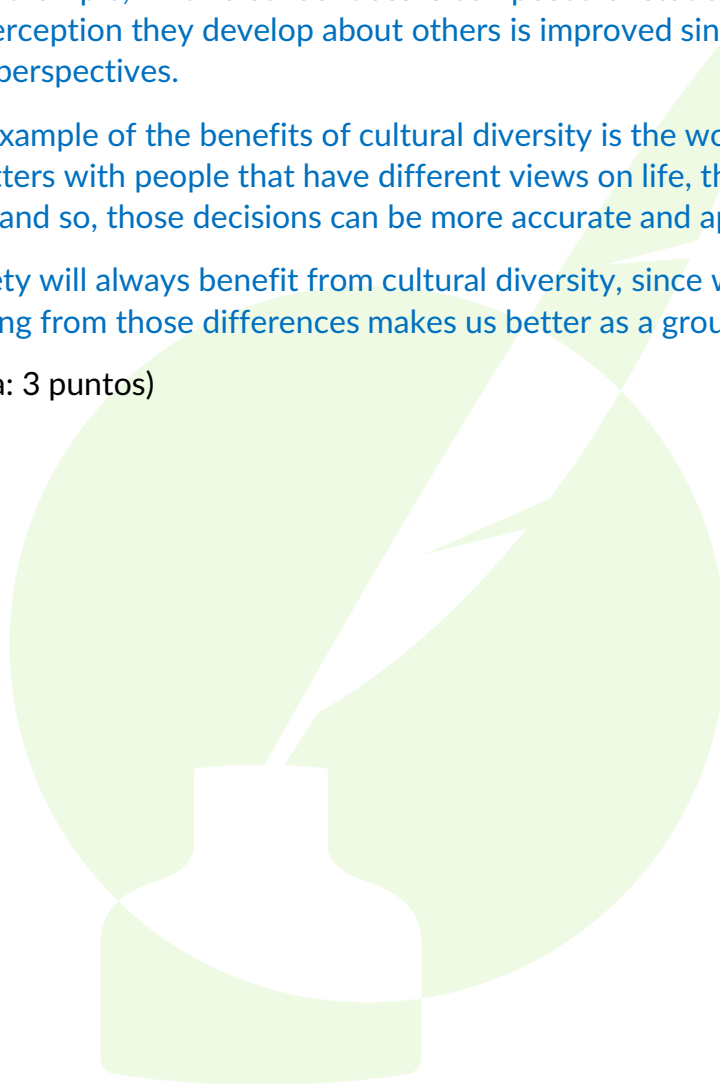 erception they develop about others is improved sin
perspectives.
xample of the benefits of cultural diversity is the wo
tters with people that have different views on life, th
and so, those decisions can be more accurate and ap
ety will always benefit from cultural diversity, since w
ng from those differences makes us better as a grou
a: 3 puntos)